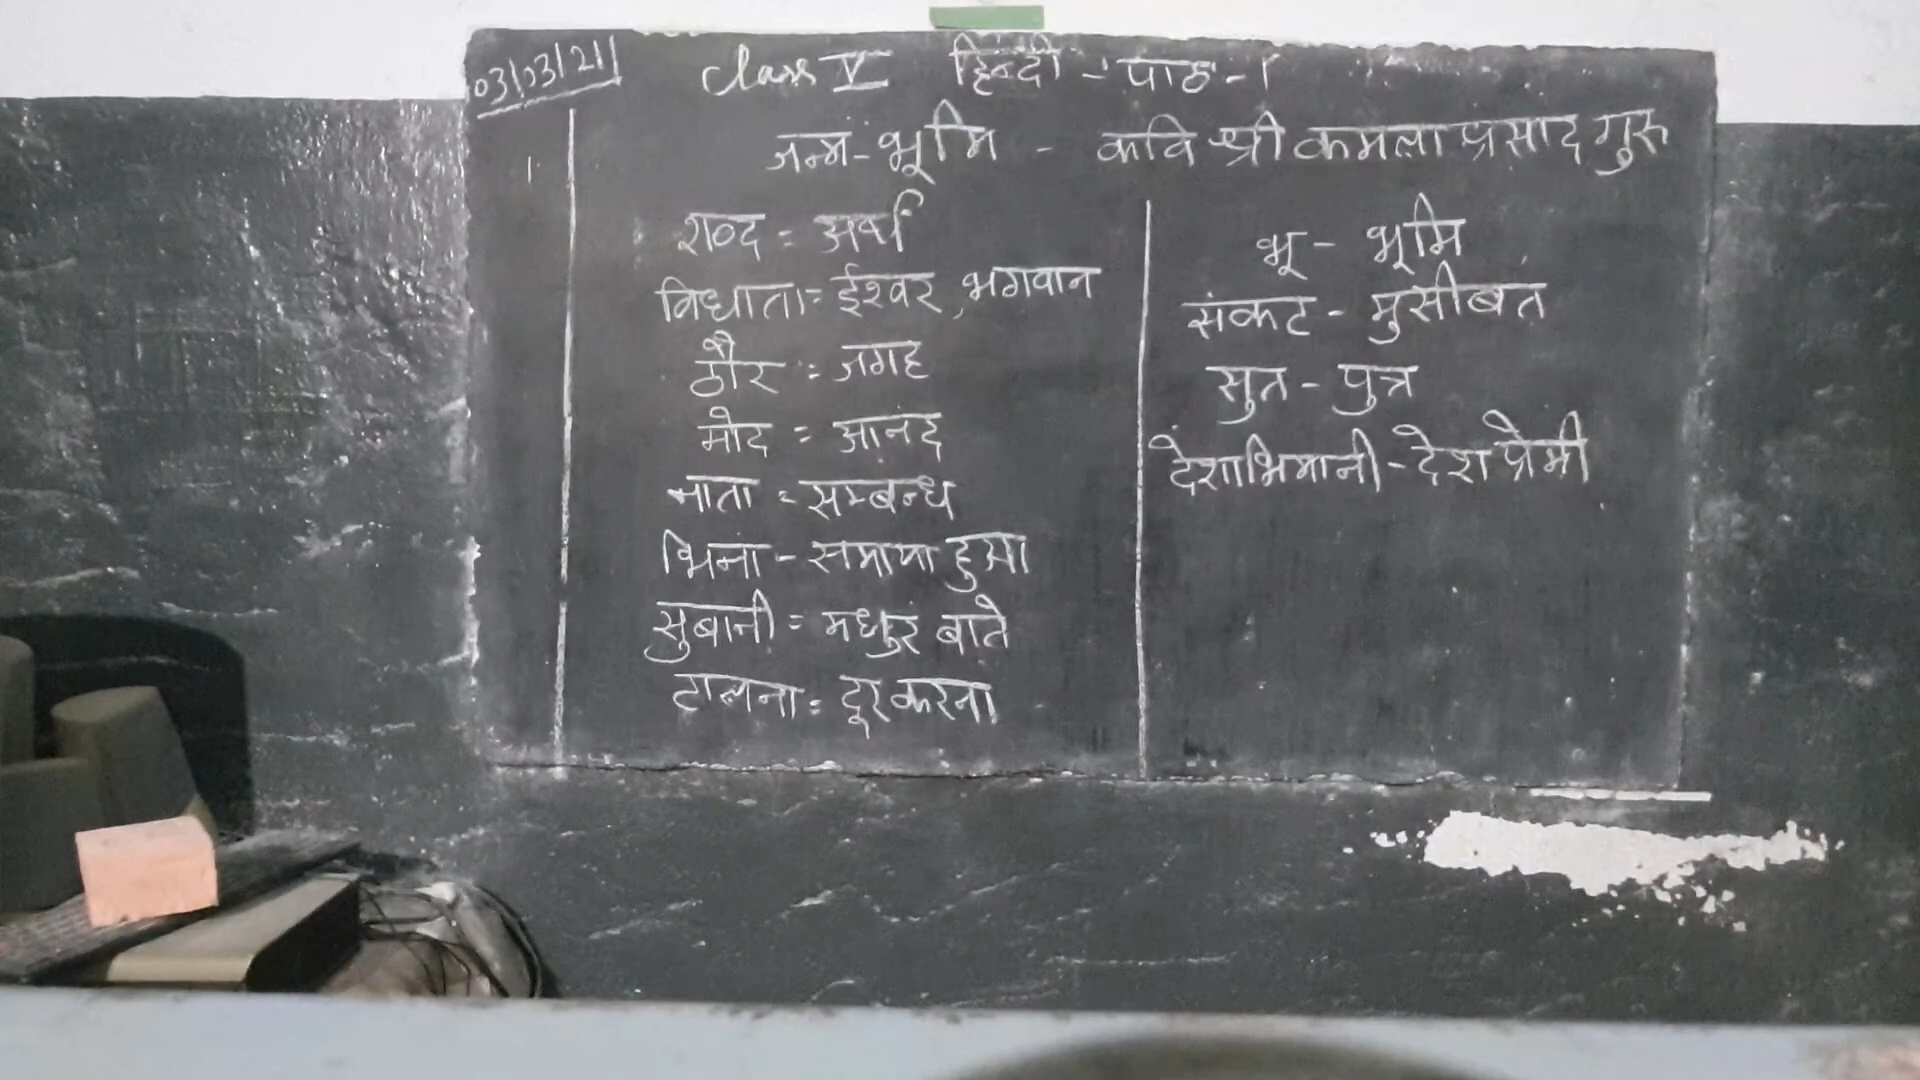 03/03/21
Class V हिन्दी - पाठ-1
जन्म-भूमि - कवि श्री कमला प्रसाद गुरु
शब्द = अर्थ
विधाता = ईश्वर, भगवान
ठौर = जगह
मोद = आनंद
नाता = सम्बन्ध
भिना - समाया हुआ
सुबानी = मधुर बाते
टालना = दूर करना
भू - भूमि
संकट - मुसीबत
सुत - पुत्र
देशाभिमानी - देश प्रेमी